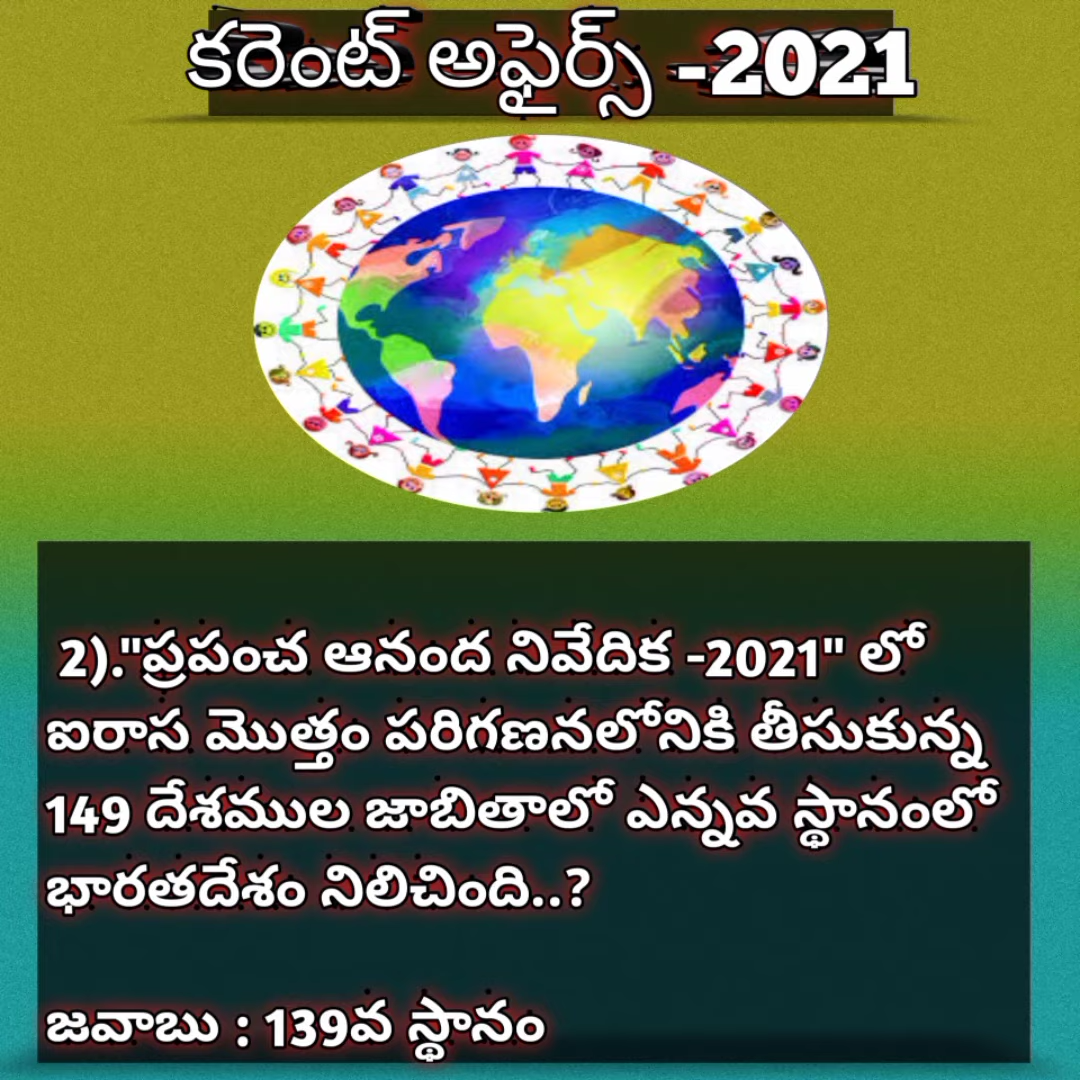 కరెంట్ అఫైర్స్ -2021
2)."ప్రపంచ ఆనంద నివేదిక -2021" లో
ఐరాస మొత్తం పరిగణనలోనికి తీసుకున్న
149 దేశముల జాబితాలో ఎన్నవ స్థానంలో
భారతదేశం నిలిచింది..?
జవాబు : 139వ స్థానం